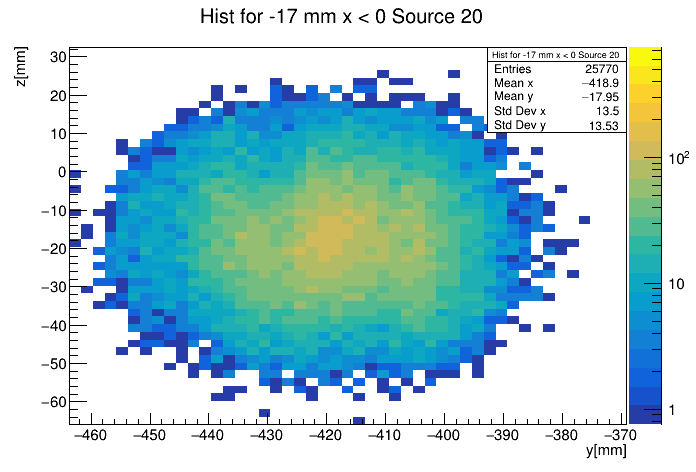 Hist for -17 mm x < 0 Source 20
z[mm]
Hist for -17 mm x < 0 Source 20
Entries 25770
Mean x −418.9
Mean y −17.95
Std Dev x 13.5
Std Dev y 13.53
30
20
10
0
−10
−20
−30
−40
−50
−60
10²
10
1
−460 −450 −440 −430 −420 −410 −400 −390 −380 −370
y[mm]